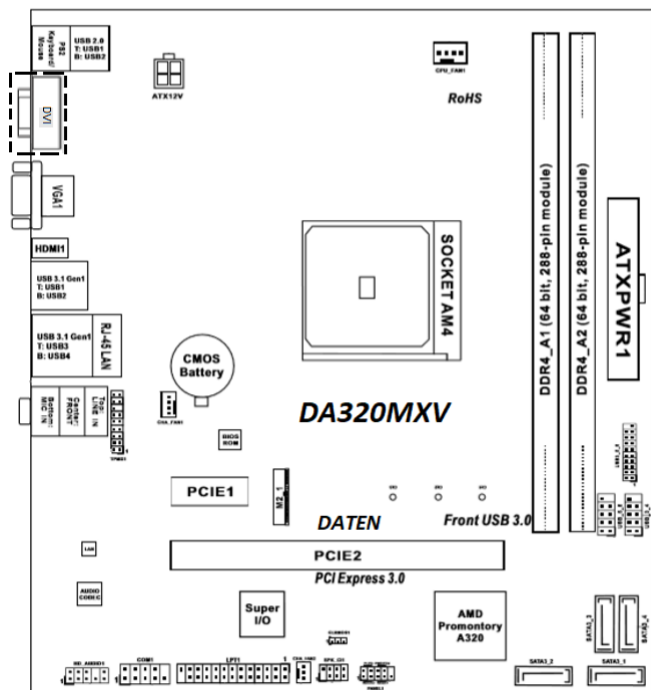 PS2
Keyboard/
Mouse
USB 2.0
T: USB1
B: USB2
ATX12V
CPU_FAN1
RoHS
DVI
VGA1
HDMI1
USB 3.1 Gen1
T: USB1
B: USB2
USB 3.1 Gen1
T: USB3
B: USB4
RJ-45 LAN
Top:
LINE IN
Center:
FRONT
Bottom:
MIC IN
SOCKET AM4
DDR4_A1 (64 bit, 288-pin module)
DDR4_A2 (64 bit, 288-pin module)
ATXPWR1
CMOS
Battery
CHA_FAN1
DA320MXV
BIOS
ROM
PCIE1
M2_1
DATEN
Front USB 3.0
PCIE2
PCI Express 3.0
LAN
AUDIO
CODEC
Super
I/O
AMD
Promontory
A320
SATA3_3
SATA3_4
HD_AUDIO1
COM1
LPT1
1
SATA3_2
SATA3_1